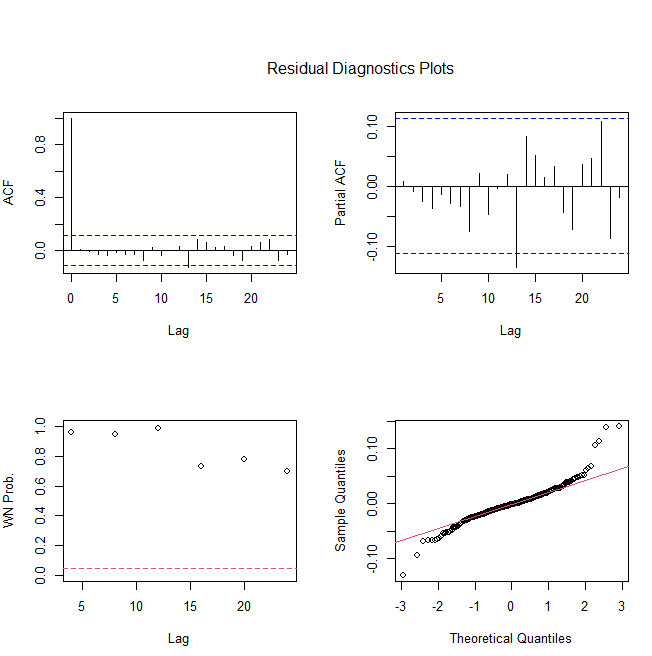 Residual Diagnostics Plots
ACF
0.0 0.4 0.8
0 5 10 15 20
Lag
Partial ACF
-0.10 0.00 0.10
5 10 15 20
Lag
WN Prob.
0.0 0.2 0.4 0.6 0.8 1.0
5 10 15 20
Lag
Sample Quantiles
-0.10 0.00 0.10
-3 -2 -1 0 1 2 3
Theoretical Quantiles